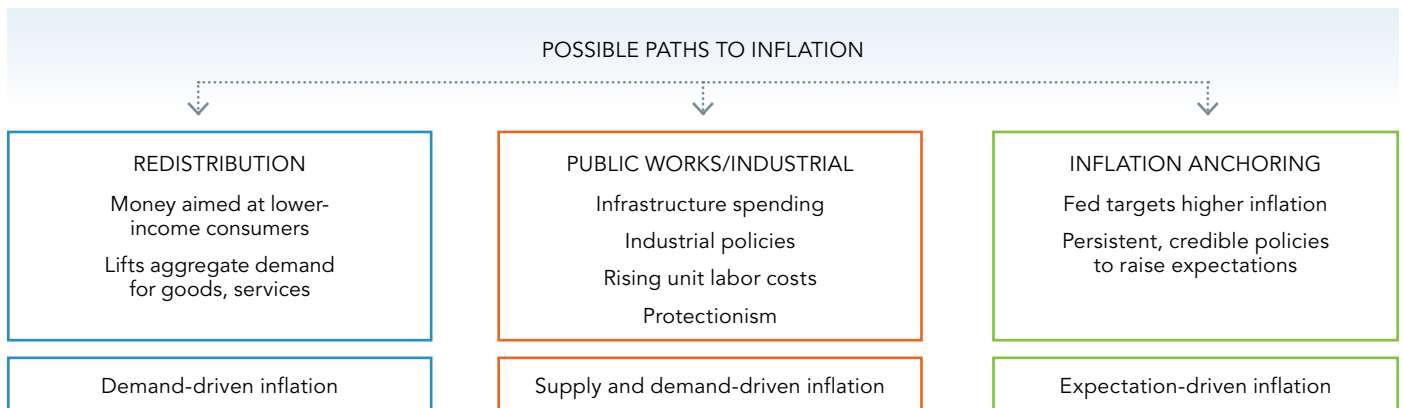 POSSIBLE PATHS TO INFLATION
REDISTRIBUTION
Money aimed at lower-
income consumers
Lifts aggregate demand
for goods, services
Demand-driven inflation
PUBLIC WORKS/INDUSTRIAL
Infrastructure spending
Industrial policies
Rising unit labor costs
Protectionism
Supply and demand-driven inflation
INFLATION ANCHORING
Fed targets higher inflation
Persistent, credible policies
to raise expectations
Expectation-driven inflation